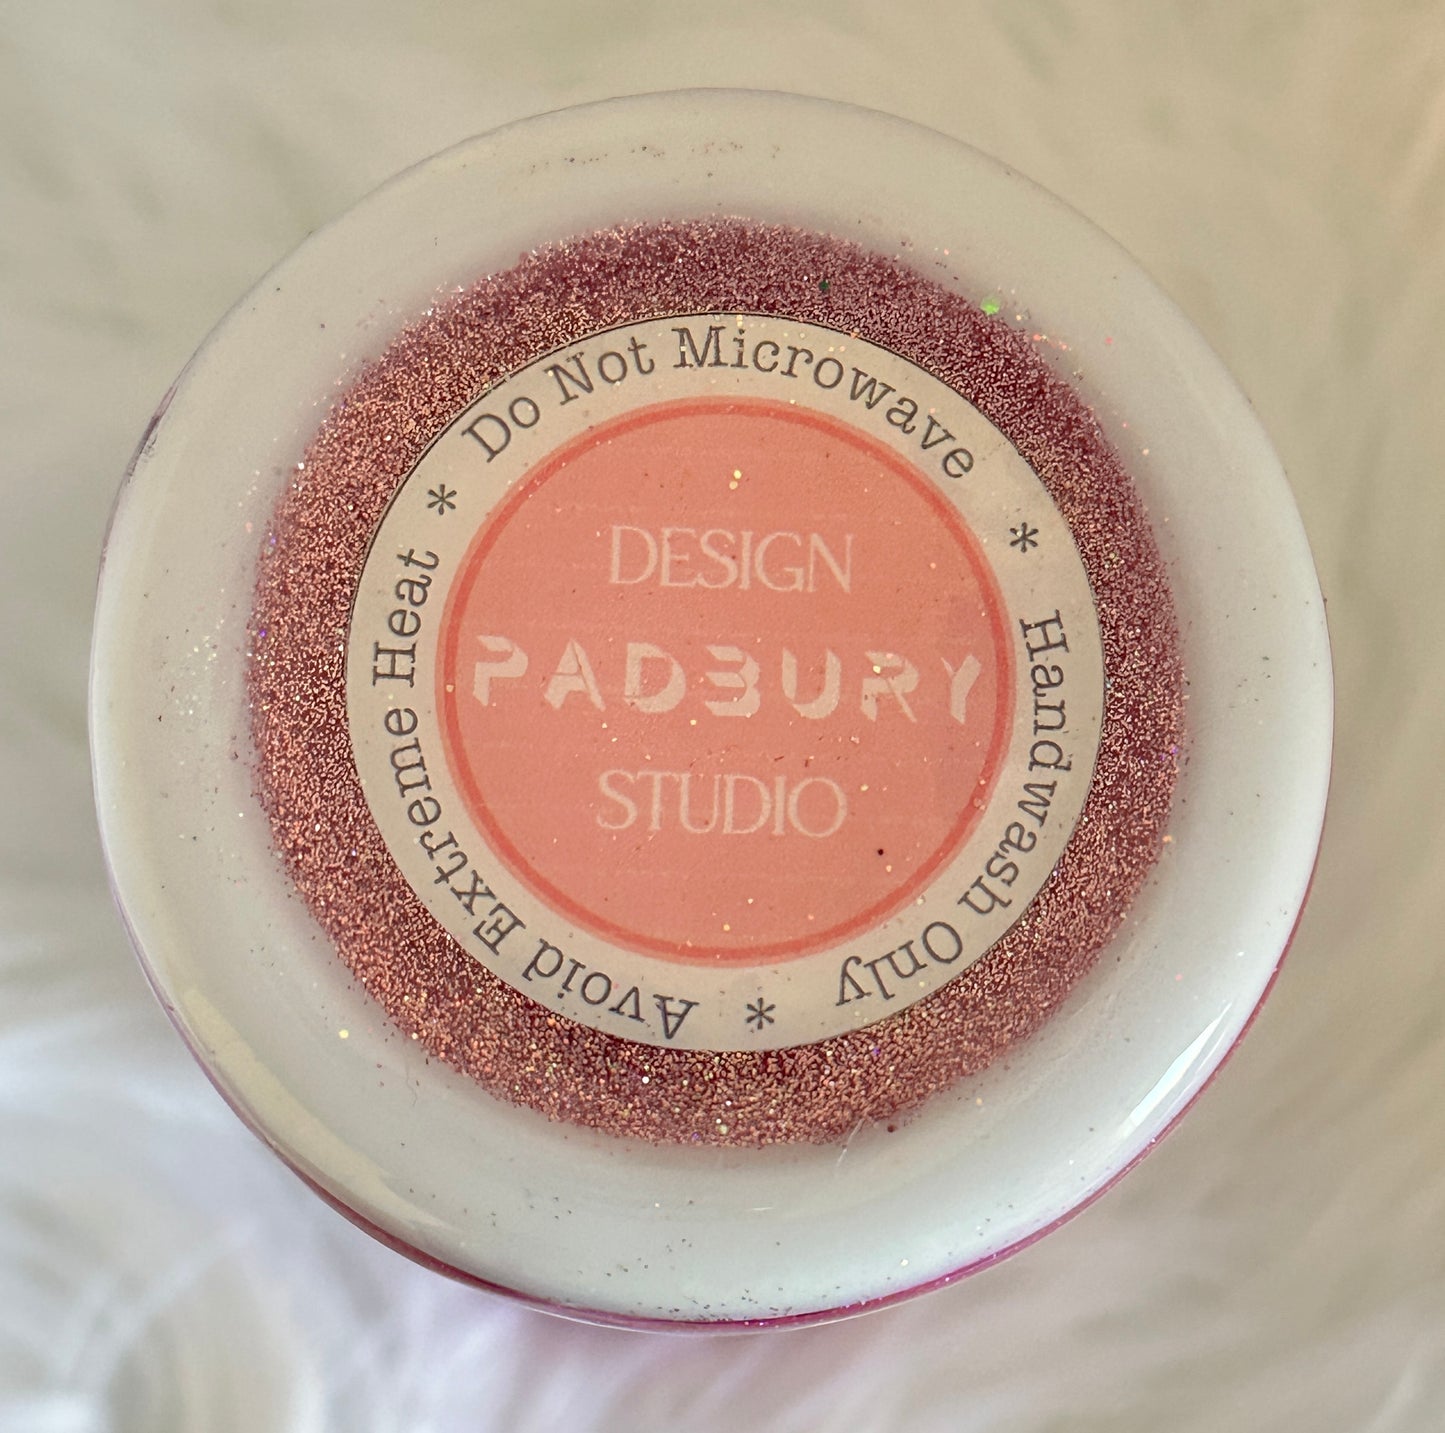 Do Not Microwave * Handwash Only * Avoid Extreme Heat *
DESIGN
PADBURY
STUDIO